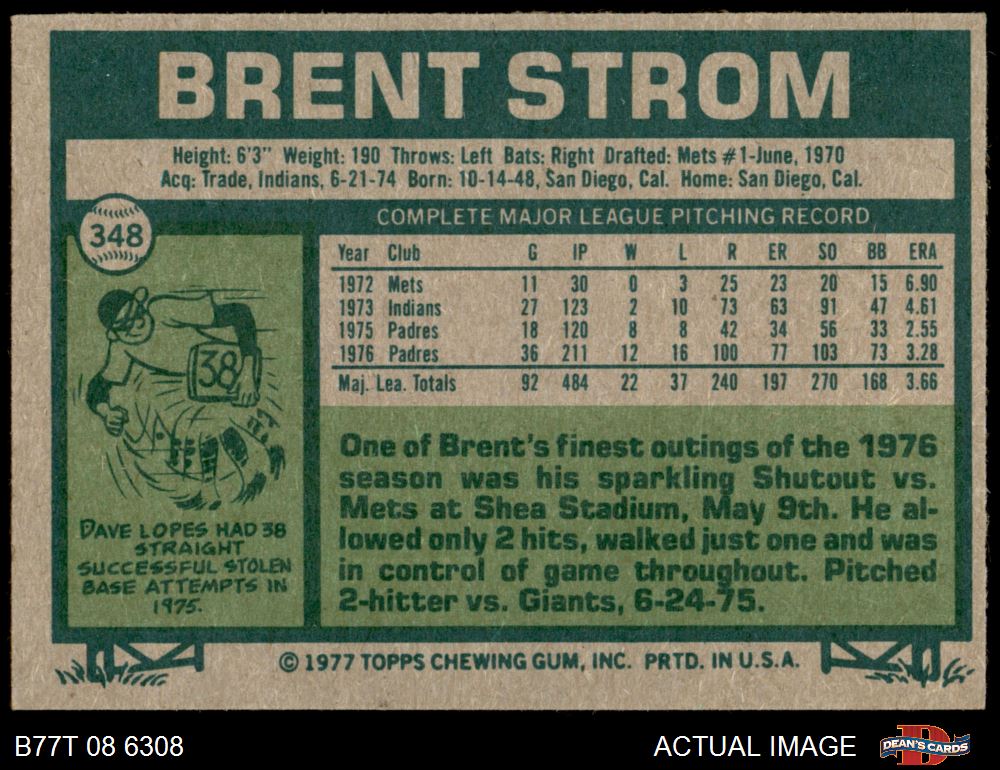 BRENT STROM
Height: 6'3" Weight: 190 Throws: Left Bats: Right Drafted: Mets #1-June, 1970
Acq: Trade, Indians, 6-21-74 Born: 10-14-48, San Diego, Cal. Home: San Diego, Cal.
348
COMPLETE MAJOR LEAGUE PITCHING RECORD
Year Club G IP W L R ER SO BB ERA
1972 Mets 11 30 0 3 25 23 20 15 6.90
1973 Indians 27 123 2 10 73 63 91 47 4.61
1975 Padres 18 120 8 8 42 34 56 33 2.55
1976 Padres 36 211 12 16 100 77 103 73 3.28
Maj. Lea. Totals 92 484 22 37 240 197 270 168 3.66
38
DAVE LOPES HAD 38
STRAIGHT
SUCCESSFUL STOLEN
BASE ATTEMPTS IN
1975.
One of Brent's finest outings of the 1976
season was his sparkling Shutout vs.
Mets at Shea Stadium, May 9th. He al-
lowed only 2 hits, walked just one and was
in control of game throughout. Pitched
2-hitter vs. Giants, 6-24-75.
© 1977 TOPPS CHEWING GUM, INC. PRTD. IN U.S.A.
B77T 08 6308
ACTUAL IMAGE
DEAN'S CARDS